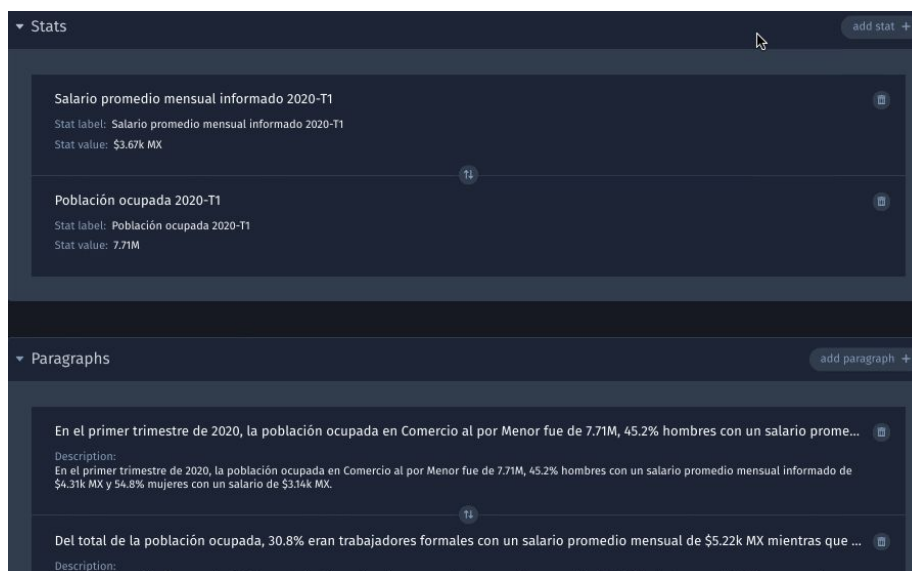 Stats
add stat +
Salario promedio mensual informado 2020-T1
Stat label: Salario promedio mensual informado 2020-T1
Stat value: $3.67k MX
Población ocupada 2020-T1
Stat label: Población ocupada 2020-T1
Stat value: 7.71M
Paragraphs
add paragraph +
En el primer trimestre de 2020, la población ocupada en Comercio al por Menor fue de 7.71M, 45.2% hombres con un salario prome...
Description:
En el primer trimestre de 2020, la población ocupada en Comercio al por Menor fue de 7.71M, 45.2% hombres con un salario promedio mensual informado de
$4.31k MX y 54.8% mujeres con un salario de $3.14k MX.
Del total de la población ocupada, 30.8% eran trabajadores formales con un salario promedio mensual de $5.22k MX mientras que ...
Description: